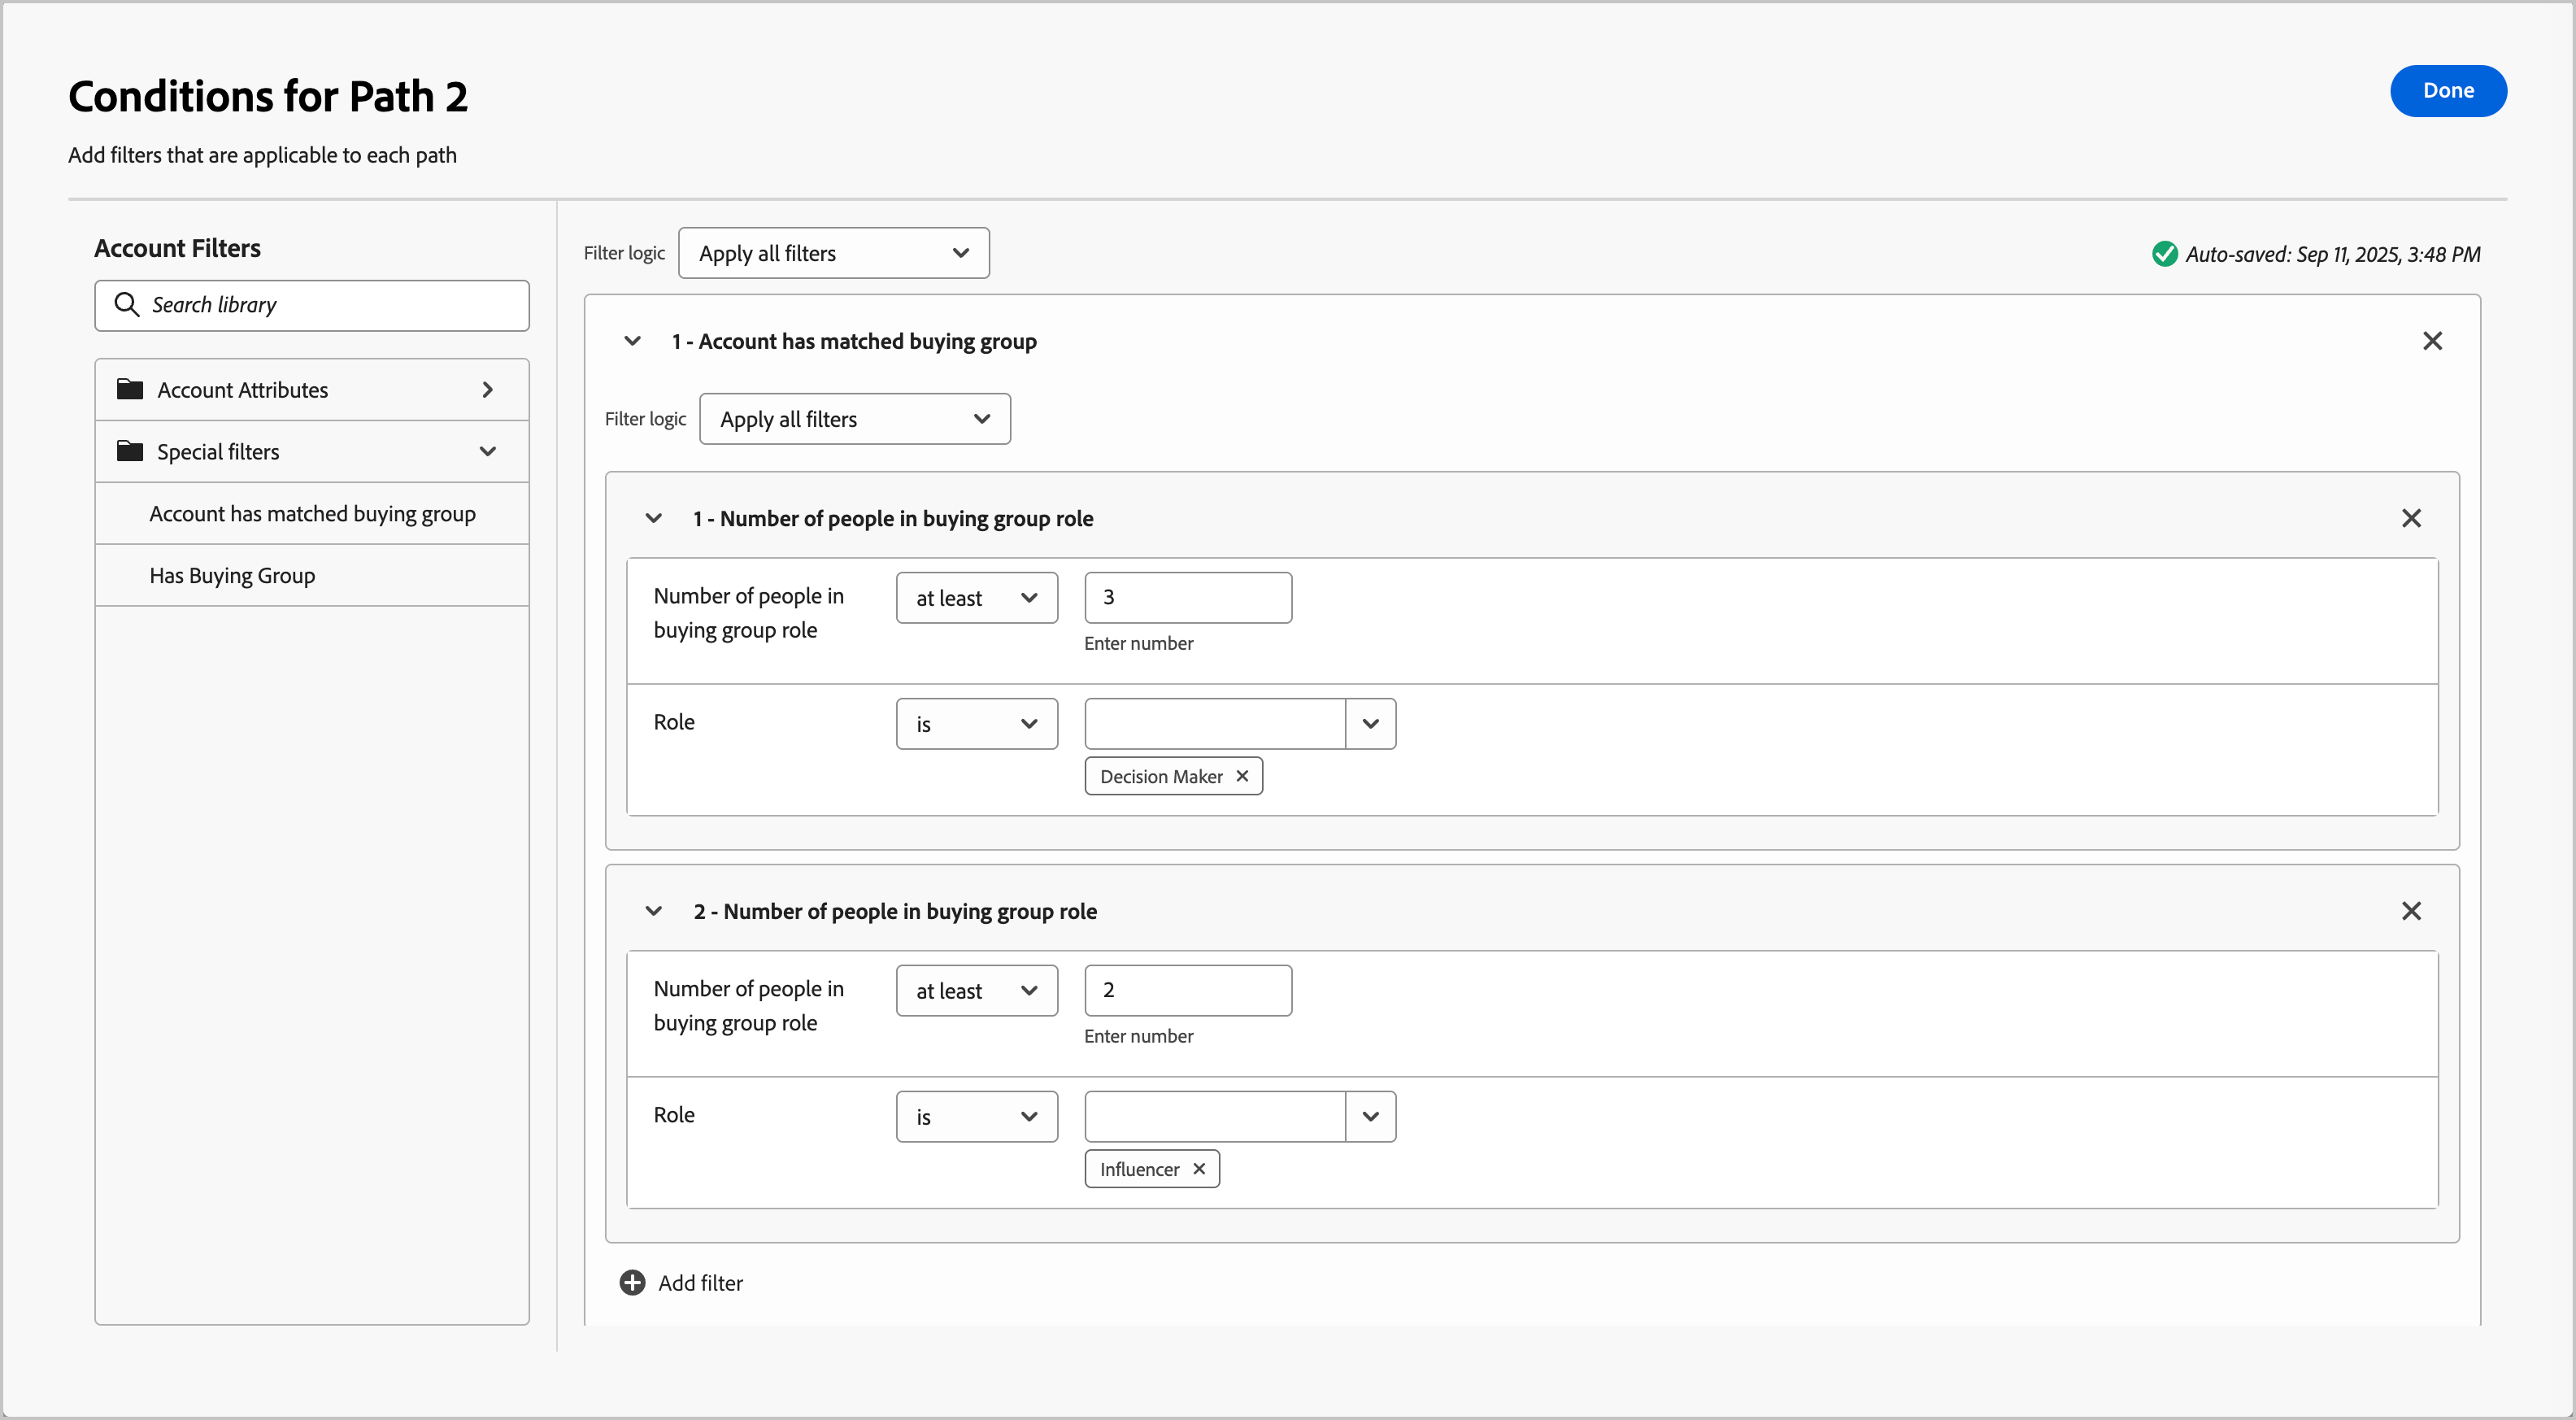 Conditions for Path 2
Done
Add filters that are applicable to each path
Account Filters
Search library
Account Attributes
Special filters
Account has matched buying group
Has Buying Group
Filter logic
Apply all filters
Auto-saved: Sep 11, 2025, 3:48 PM
1 - Account has matched buying group
Filter logic
Apply all filters
1 - Number of people in buying group role
Number of people in
buying group role
at least
3
Enter number
Role
is
Decision Maker
2 - Number of people in buying group role
Number of people in
buying group role
at least
2
Enter number
Role
is
Influencer
Add filter